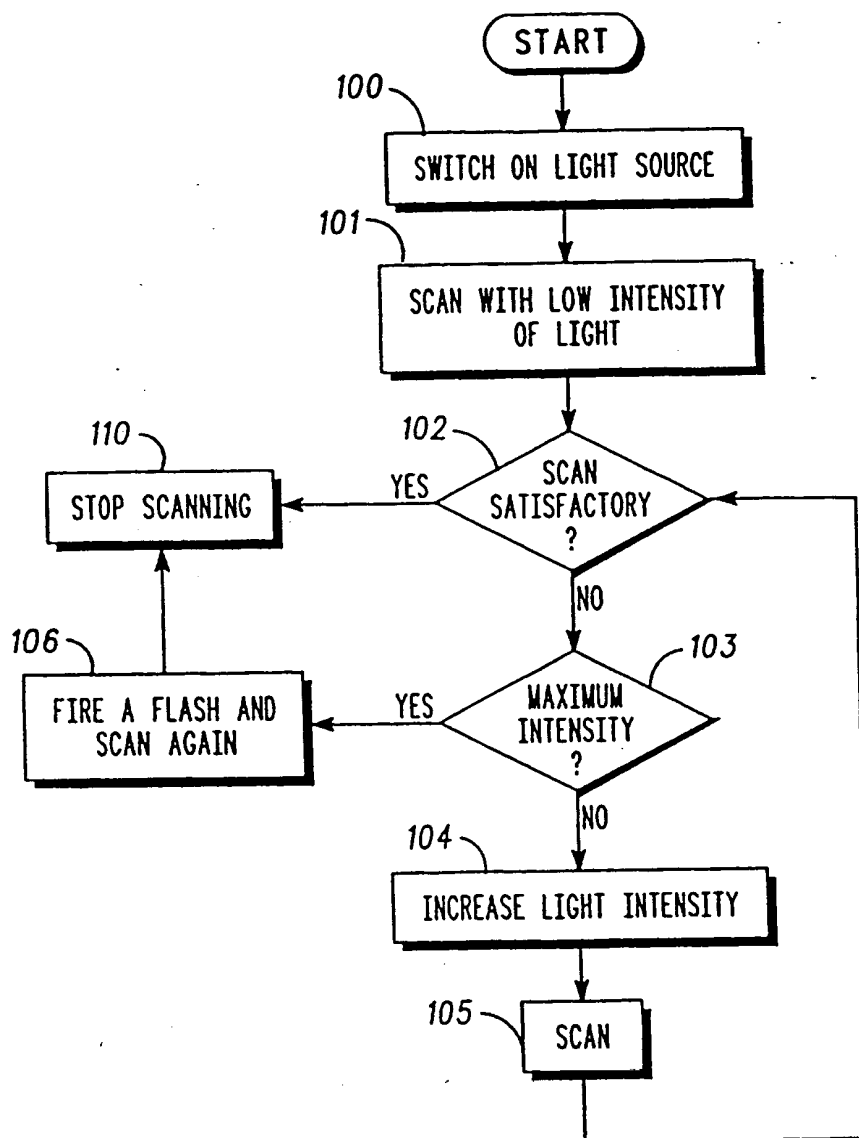 START
100
SWITCH ON LIGHT SOURCE
101
SCAN WITH LOW INTENSITY
OF LIGHT
102
SCAN
SATISFACTORY
?
YES
110
STOP SCANNING
NO
103
MAXIMUM
INTENSITY
?
YES
106
FIRE A FLASH AND
SCAN AGAIN
NO
104
INCREASE LIGHT INTENSITY
105
SCAN